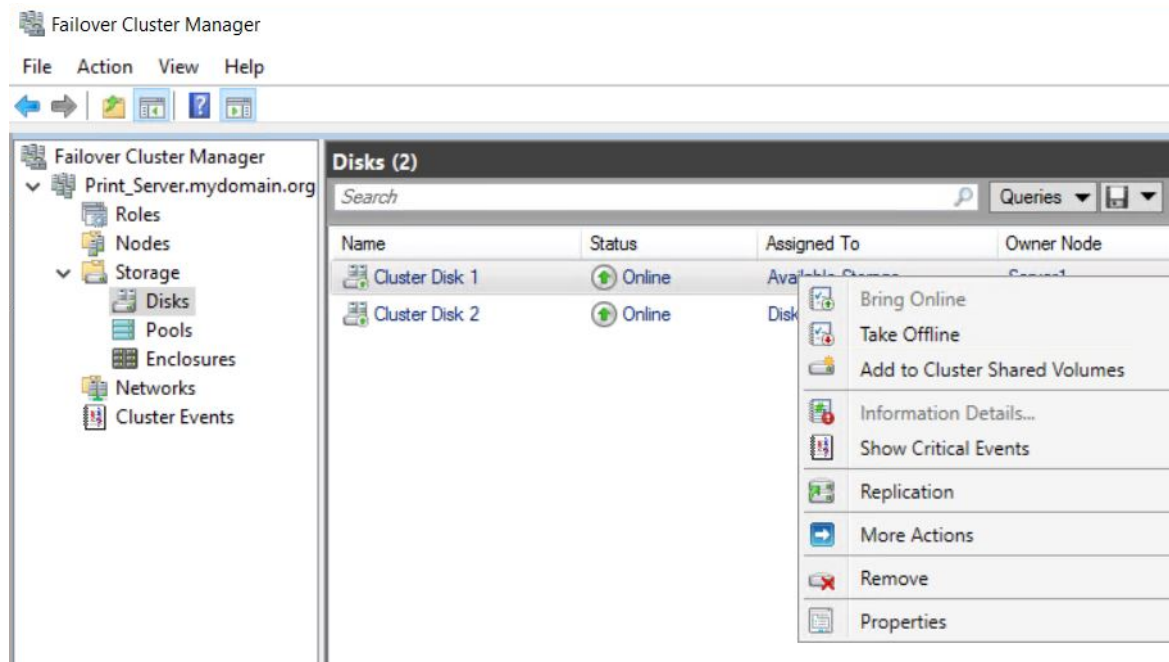 Failover Cluster Manager
File Action View Help
Failover Cluster Manager
Print_Server.mydomain.org
Roles
Nodes
Storage
Disks
Pools
Enclosures
Networks
Cluster Events
Disks (2)
Search
Queries
Name Status Assigned To Owner Node
Cluster Disk 1 Online Available Storage Server1
Cluster Disk 2 Online Disk
Bring Online
Take Offline
Add to Cluster Shared Volumes
Information Details...
Show Critical Events
Replication
More Actions
Remove
Properties